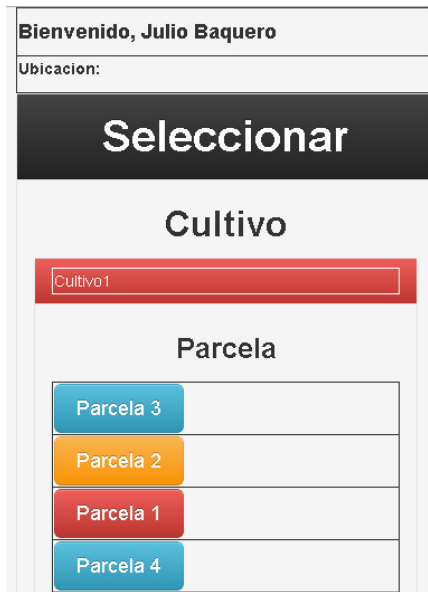 Bienvenido, Julio Baquero
Ubicacion:
Seleccionar
Cultivo
Cultivo1
Parcela
Parcela 3
Parcela 2
Parcela 1
Parcela 4